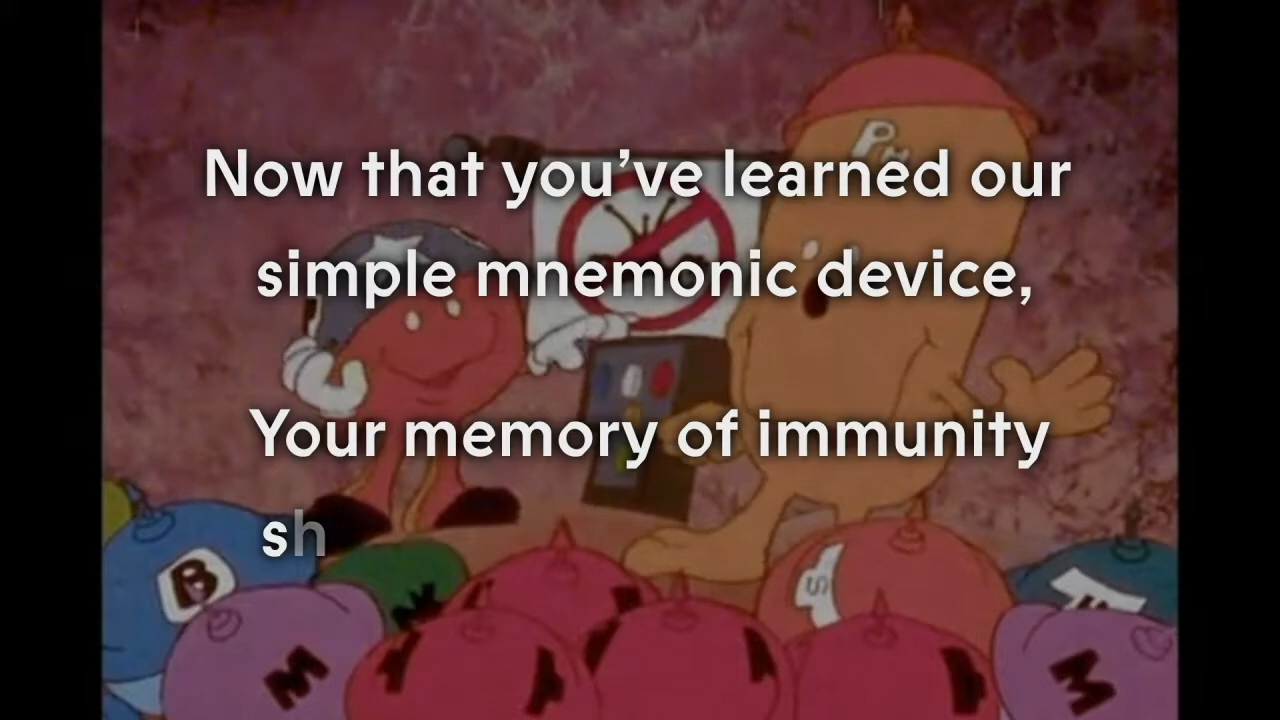 Now that you’ve learned our
simple mnemonic device,
Your memory of immunity
sh
B
M
M